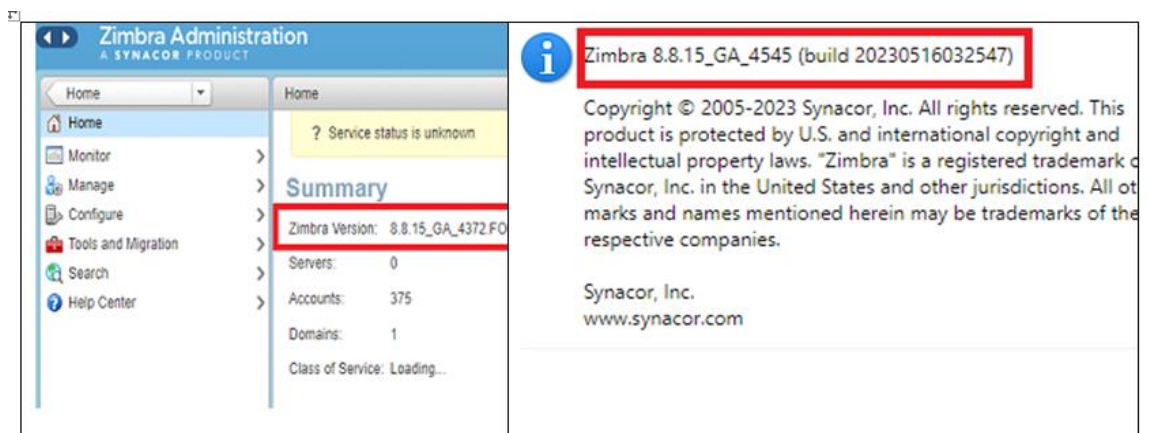 Zimbra Administration
A SYNACOR PRODUCT
Home
Home
Monitor
Manage
Configure
Tools and Migration
Search
Help Center
Home
? Service status is unknown
Summary
Zimbra Version: 8.8.15_GA_4372.FO
Servers: 0
Accounts: 375
Domains: 1
Class of Service: Loading...
Zimbra 8.8.15_GA_4545 (build 20230516032547)
Copyright © 2005-2023 Synacor, Inc. All rights reserved. This
product is protected by U.S. and international copyright and
intellectual property laws. "Zimbra" is a registered trademark
Synacor, Inc. in the United States and other jurisdictions. All
marks and names mentioned herein may be trademarks of the
respective companies.
Synacor, Inc.
www.synacor.com